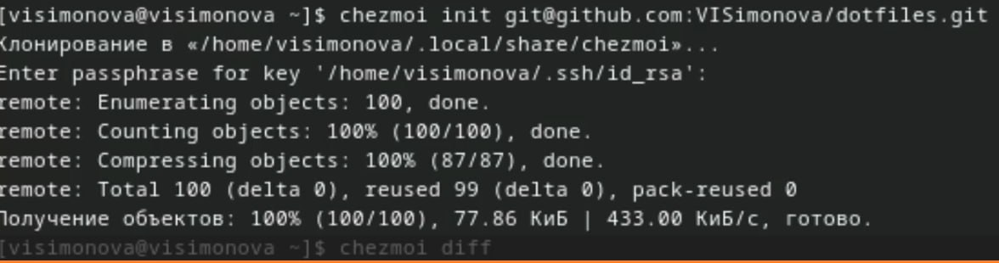 [visimonova@visimonova ~]$ chezmoi init git@github.com:VISimonova/dotfiles.git
Клонирование в «/home/visimonova/.local/share/chezmoi»...
Enter passphrase for key '/home/visimonova/.ssh/id_rsa':
remote: Enumerating objects: 100, done.
remote: Counting objects: 100% (100/100), done.
remote: Compressing objects: 100% (87/87), done.
remote: Total 100 (delta 0), reused 99 (delta 0), pack-reused 0
Получение объектов: 100% (100/100), 77.86 КиБ | 433.00 КиБ/с, готово.
[visimonova@visimonova ~]$ chezmoi diff